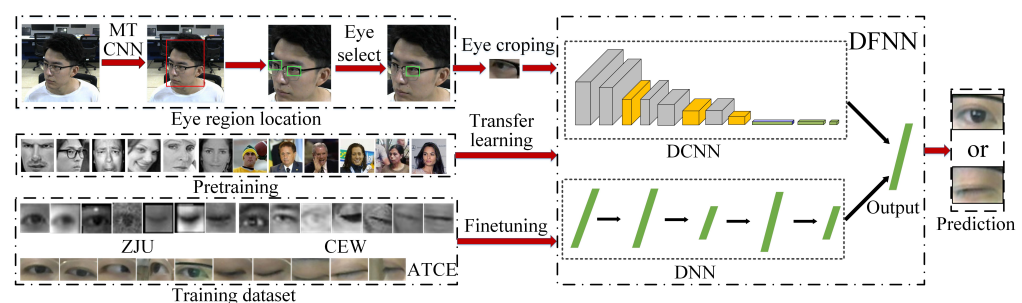 MT
CNN
Eye
select
Eye croping
DFNN
Eye region location
Transfer
learning
DCNN
Pretraining
or
Output
Prediction
ZJU
CEW
Finetuning
ATCE
DNN
Training dataset